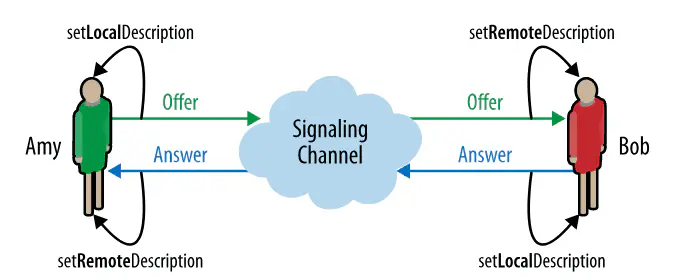 setLocalDescription
setRemoteDescription
Offer
Offer
Amy
Signaling
Channel
Bob
Answer
Answer
setRemoteDescription
setLocalDescription